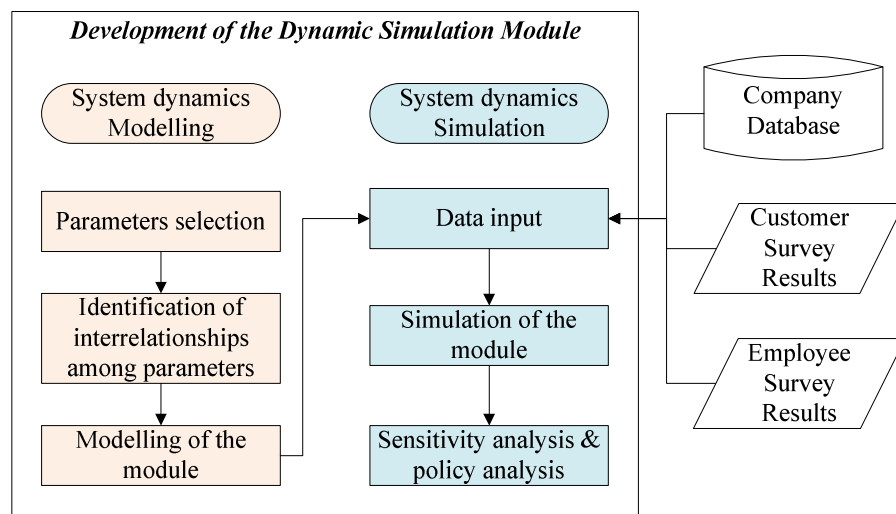 Development of the Dynamic Simulation Module
System dynamics
Modelling
System dynamics
Simulation
Company
Database
Parameters selection
Data input
Customer
Survey
Results
Identification of
interrelationships
among parameters
Simulation of the
module
Employee
Survey
Results
Modelling of the
module
Sensitivity analysis &
policy analysis